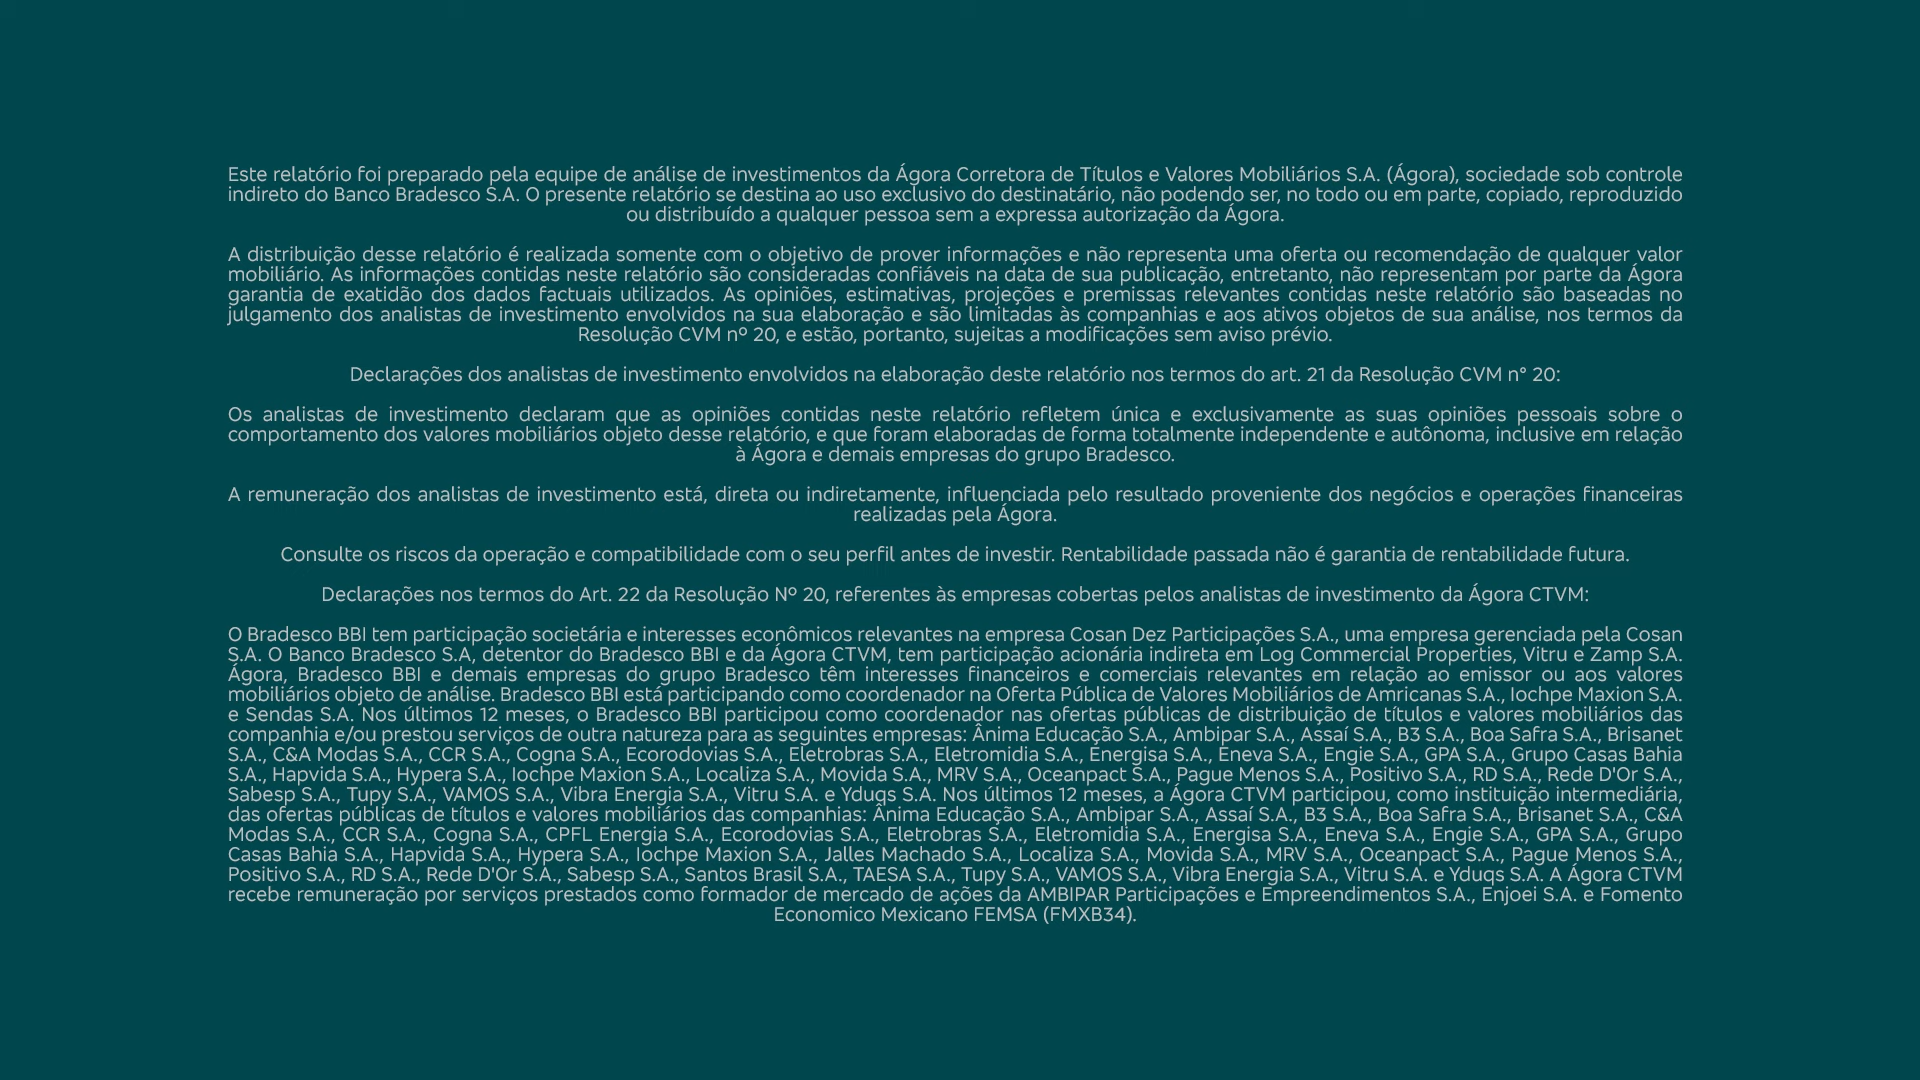 Este relatório foi preparado pela equipe de análise de investimentos da Ágora Corretora de Títulos e Valores Mobiliários S.A. (Ágora), sociedade sob controle
indireto do Banco Bradesco S.A. O presente relatório se destina ao uso exclusivo do destinatário, não podendo ser, no todo ou em parte, copiado, reproduzido
ou distribuído a qualquer pessoa sem a expressa autorização da Ágora.
A distribuição desse relatório é realizada somente com o objetivo de prover informações e não representa uma oferta ou recomendação de qualquer valor
mobiliário. As informações contidas neste relatório são consideradas confiáveis na data de sua publicação, entretanto, não representam por parte da Ágora
garantia de exatidão dos dados factuais utilizados. As opiniões, estimativas, projeções e premissas relevantes contidas neste relatório são baseadas no
julgamento dos analistas de investimento envolvidos na sua elaboração e são limitadas às companhias e aos ativos objetos de sua análise, nos termos da
Resolução CVM nº 20, e estão, portanto, sujeitas a modificações sem aviso prévio.
Declarações dos analistas de investimento envolvidos na elaboração deste relatório nos termos do art. 21 da Resolução CVM n° 20:
Os analistas de investimento declaram que as opiniões contidas neste relatório refletem única e exclusivamente as suas opiniões pessoais sobre o
comportamento dos valores mobiliários objeto desse relatório, e que foram elaboradas de forma totalmente independente e autônoma, inclusive em relação
à Ágora e demais empresas do grupo Bradesco.
A remuneração dos analistas de investimento está, direta ou indiretamente, influenciada pelo resultado proveniente dos negócios e operações financeiras
realizadas pela Ágora.
Consulte os riscos da operação e compatibilidade com o seu perfil antes de investir. Rentabilidade passada não é garantia de rentabilidade futura.
Declarações nos termos do Art. 22 da Resolução Nº 20, referentes às empresas cobertas pelos analistas de investimento da Ágora CTVM:
O Bradesco BBI tem participação societária e interesses econômicos relevantes na empresa Cosan Dez Participações S.A., uma empresa gerenciada pela Cosan
S.A. O Banco Bradesco S.A, detentor do Bradesco BBI e da Ágora CTVM, tem participação acionária indireta em Log Commercial Properties, Vitru e Zamp S.A.
Ágora, Bradesco BBI e demais empresas do grupo Bradesco têm interesses financeiros e comerciais relevantes em relação ao emissor ou aos valores
mobiliários objeto de análise. Bradesco BBI está participando como coordenador na Oferta Pública de Valores Mobiliários de Amricanas S.A., Iochpe Maxion S.A.
e Sendas S.A. Nos últimos 12 meses, o Bradesco BBI participou como coordenador nas ofertas públicas de distribuição de títulos e valores mobiliários das
companhia e/ou prestou serviços de outra natureza para as seguintes empresas: Ânima Educação S.A., Ambipar S.A., Assaí S.A., B3 S.A., Boa Safra S.A., Brisanet
S.A., C&A Modas S.A., CCR S.A., Cogna S.A., Ecorodovias S.A., Eletrobras S.A., Eletromidia S.A., Energisa S.A., Eneva S.A., Engie S.A., GPA S.A., Grupo Casas Bahia
S.A., Hapvida S.A., Hypera S.A., Iochpe Maxion S.A., Localiza S.A., Movida S.A., MRV S.A., Oceanpact S.A., Pague Menos S.A., Positivo S.A., RD S.A., Rede D'Or S.A.,
Sabesp S.A., Tupy S.A., VAMOS S.A., Vibra Energia S.A., Vitru S.A. e Yduqs S.A. Nos últimos 12 meses, a Ágora CTVM participou, como instituição intermediária,
das ofertas públicas de títulos e valores mobiliários das companhias: Ânima Educação S.A., Ambipar S.A., Assaí S.A., B3 S.A., Boa Safra S.A., Brisanet S.A., C&A
Modas S.A., CCR S.A., Cogna S.A., CPFL Energia S.A., Ecorodovias S.A., Eletrobras S.A., Eletromidia S.A., Energisa S.A., Eneva S.A., Engie S.A., GPA S.A., Grupo
Casas Bahia S.A., Hapvida S.A., Hypera S.A., Iochpe Maxion S.A., Jalles Machado S.A., Localiza S.A., Movida S.A., MRV S.A., Oceanpact S.A., Pague Menos S.A.,
Positivo S.A., RD S.A., Rede D'Or S.A., Sabesp S.A., Santos Brasil S.A., TAESA S.A., Tupy S.A., VAMOS S.A., Vibra Energia S.A., Vitru S.A. e Yduqs S.A. A Ágora CTVM
recebe remuneração por serviços prestados como formador de mercado de ações da AMBIPAR Participações e Empreendimentos S.A., Enjoei S.A. e Fomento
Economico Mexicano FEMSA (FMXB34).